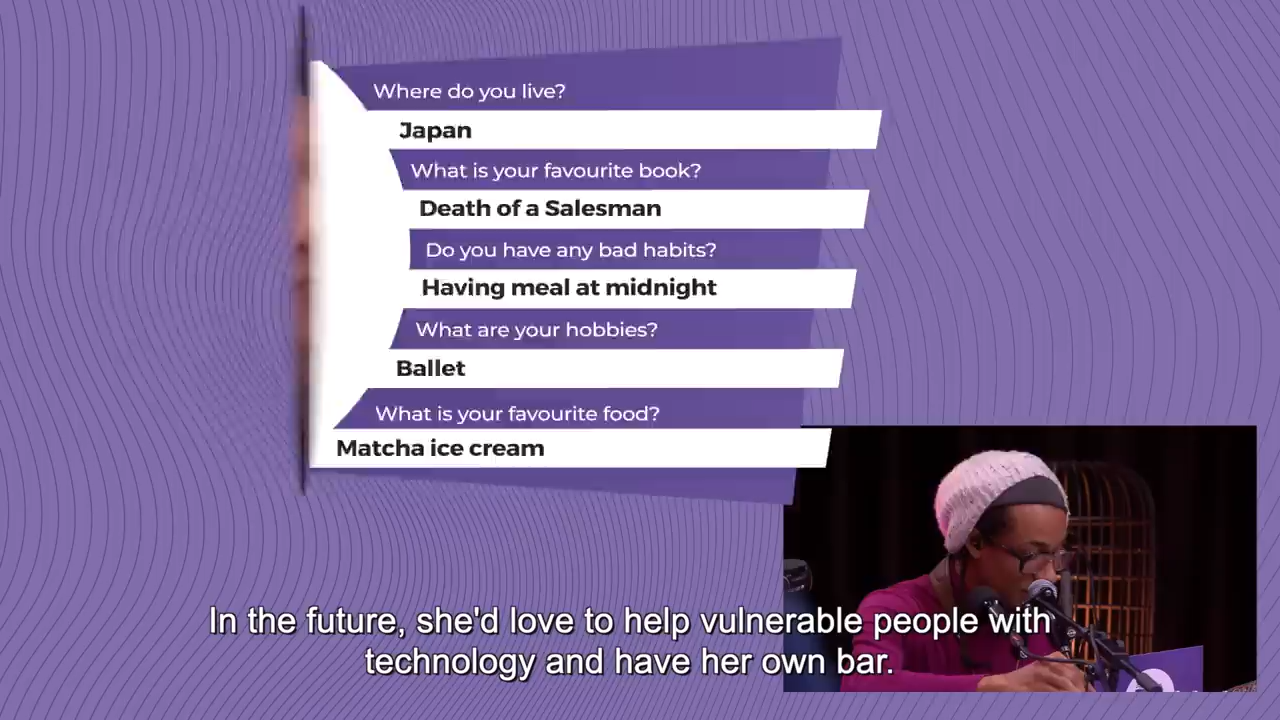 Where do you live?
Japan
What is your favourite book?
Death of a Salesman
Do you have any bad habits?
Having meal at midnight
What are your hobbies?
Ballet
What is your favourite food?
Matcha ice cream
In the future, she'd love to help vulnerable people with
technology and have her own bar.